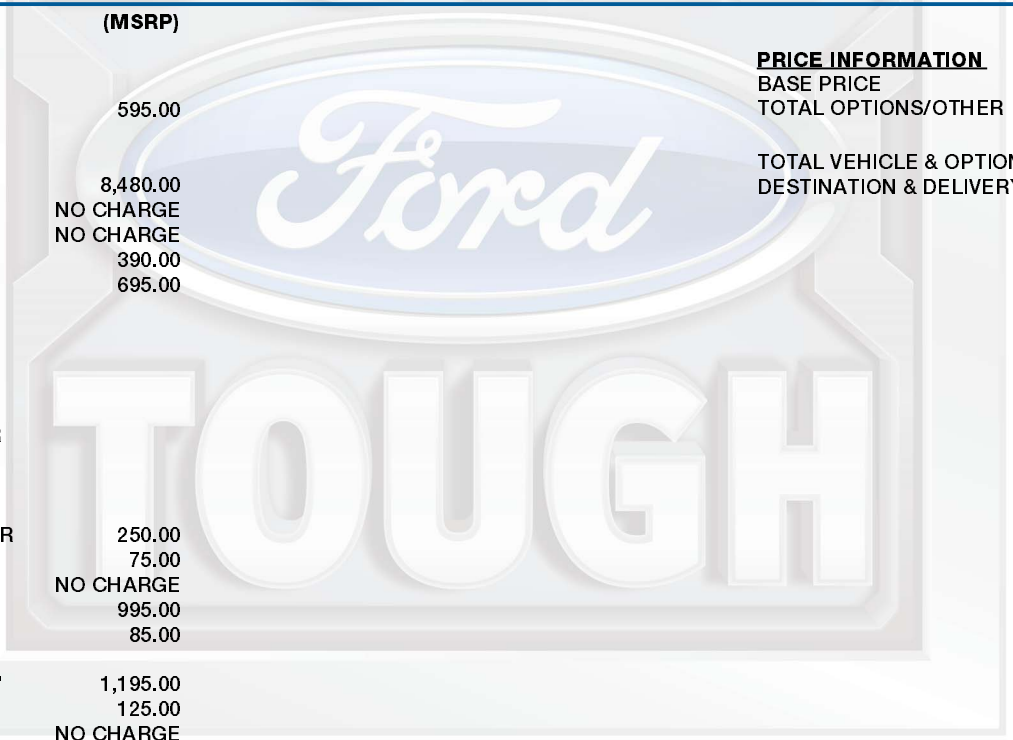 (MSRP)
595.00
8,480.00
NO CHARGE
NO CHARGE
390.00
695.00
R 250.00
75.00
NO CHARGE
995.00
85.00
1,195.00
125.00
NO CHARGE
PRICE INFORMATION
BASE PRICE
TOTAL OPTIONS/OTHER
TOTAL VEHICLE & OPTION
DESTINATION & DELIVERY
Ford
TOUGH